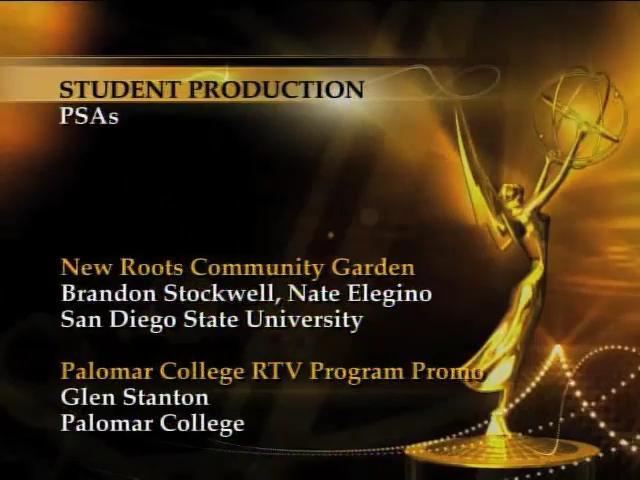 STUDENT PRODUCTION
PSAs
New Roots Community Garden
Brandon Stockwell, Nate Elegino
San Diego State University
Palomar College RTV Program Promo
Glen Stanton
Palomar College